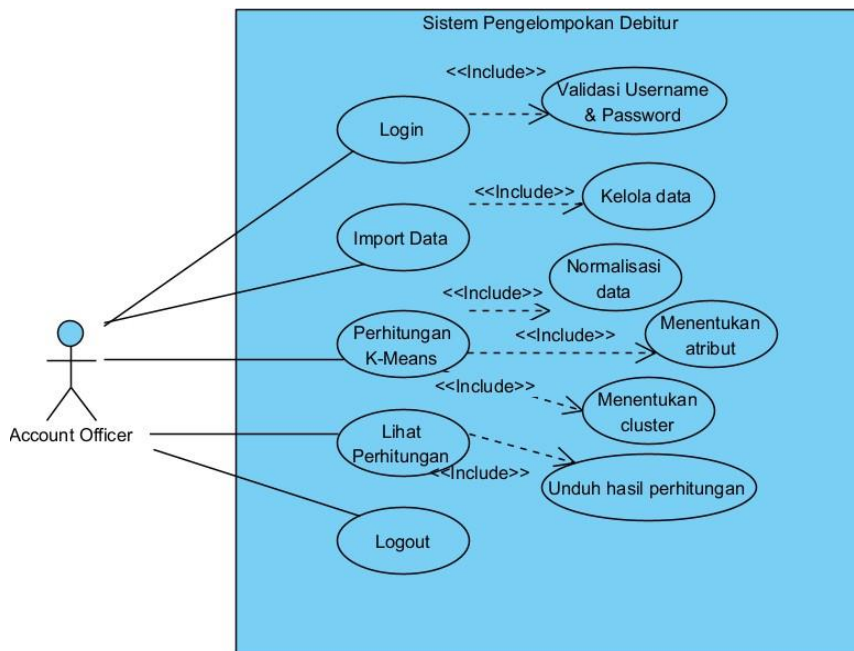 Sistem Pengelompokan Debitur
<<Include>>
Validasi Username
& Password
Login
<<Include>>
Kelola data
Import Data
Normalisasi
data
<<Include>>
Perhitungan
K-Means
<<Include>>
Menentukan
atribut
<<Include>>
Menentukan
cluster
Account Officer
Lihat
Perhitungan
<<Include>>
Unduh hasil perhitungan
Logout